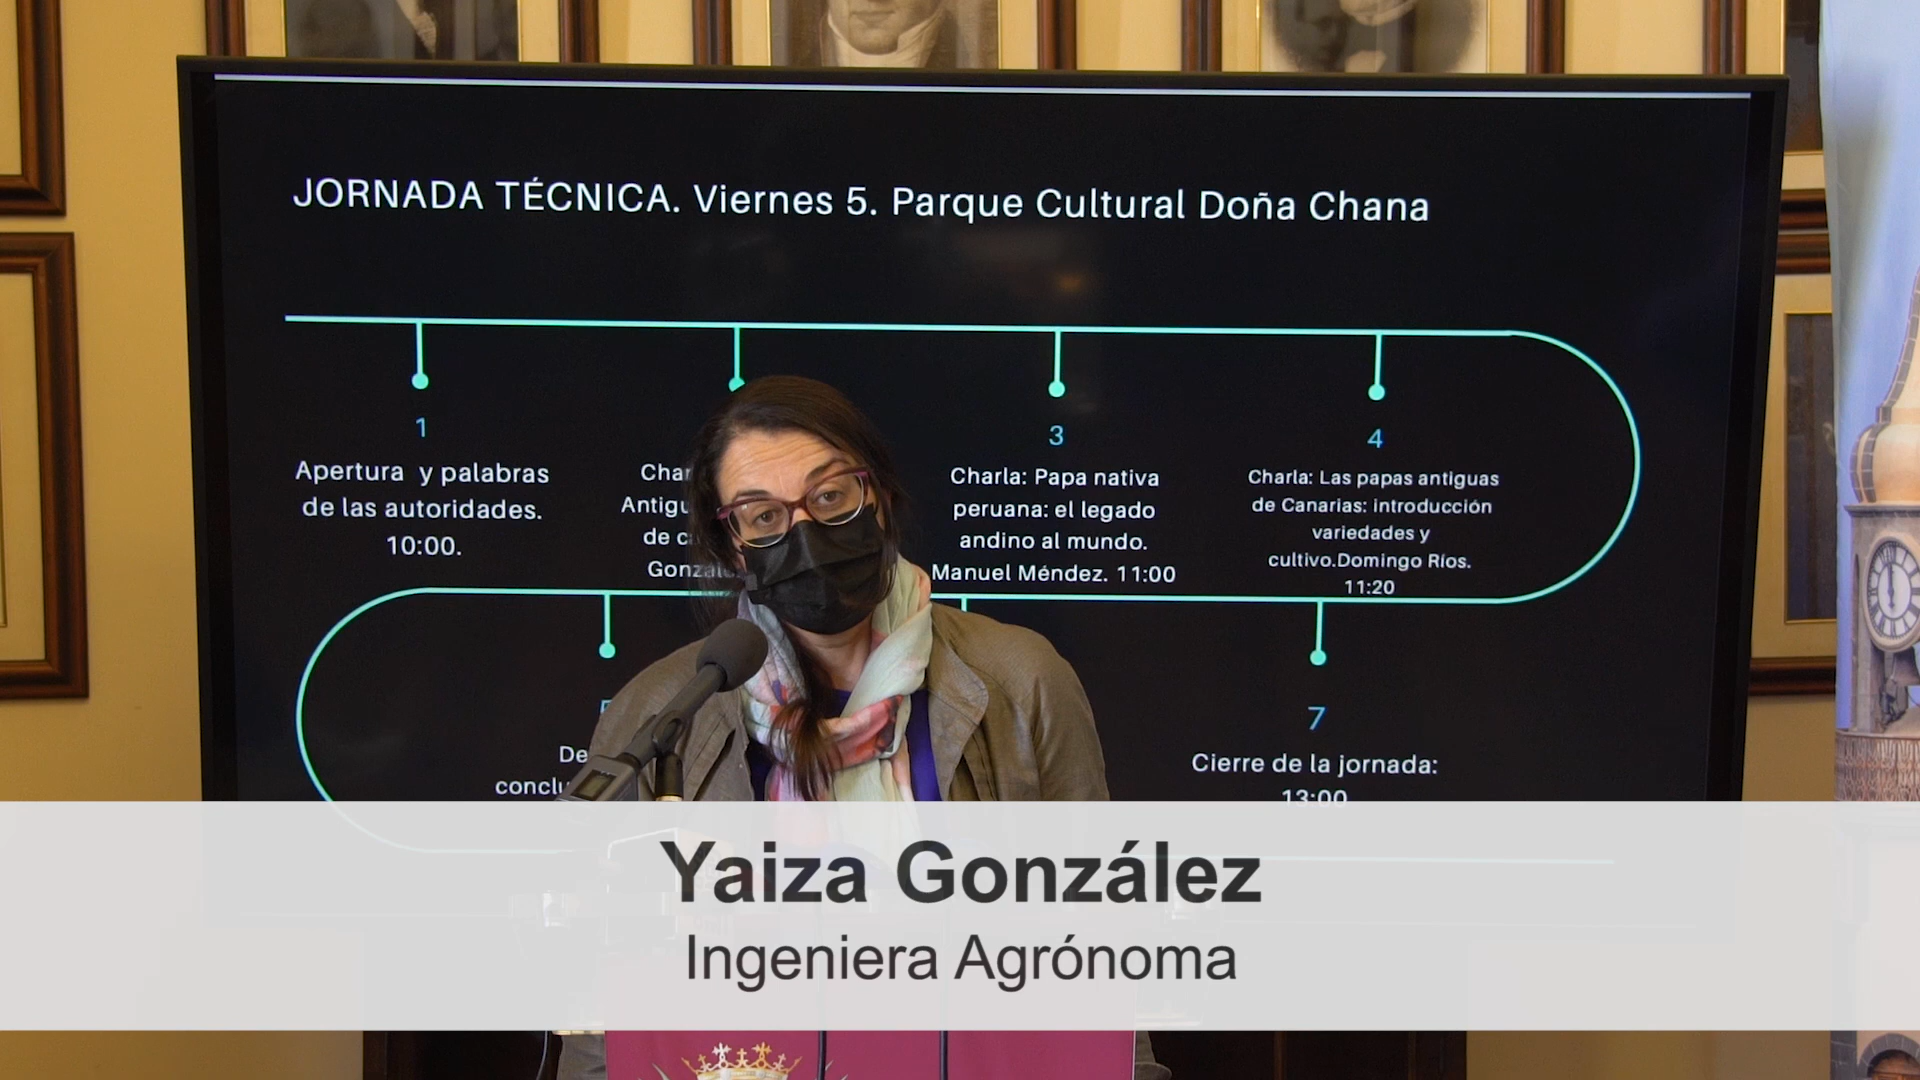 JORNADA TÉCNICA. Viernes 5. Parque Cultural Doña Chana
1
Apertura y palabras
de las autoridades.
10:00.
3
Charla: Papa nativa
peruana: el legado
andino al mundo.
Manuel Méndez. 11:00
4
Charla: Las papas antiguas
de Canarias: introducción
variedades y
cultivo.Domingo Ríos.
11:20
7
Cierre de la jornada:
13:00
Yaiza González
Ingeniera Agrónoma